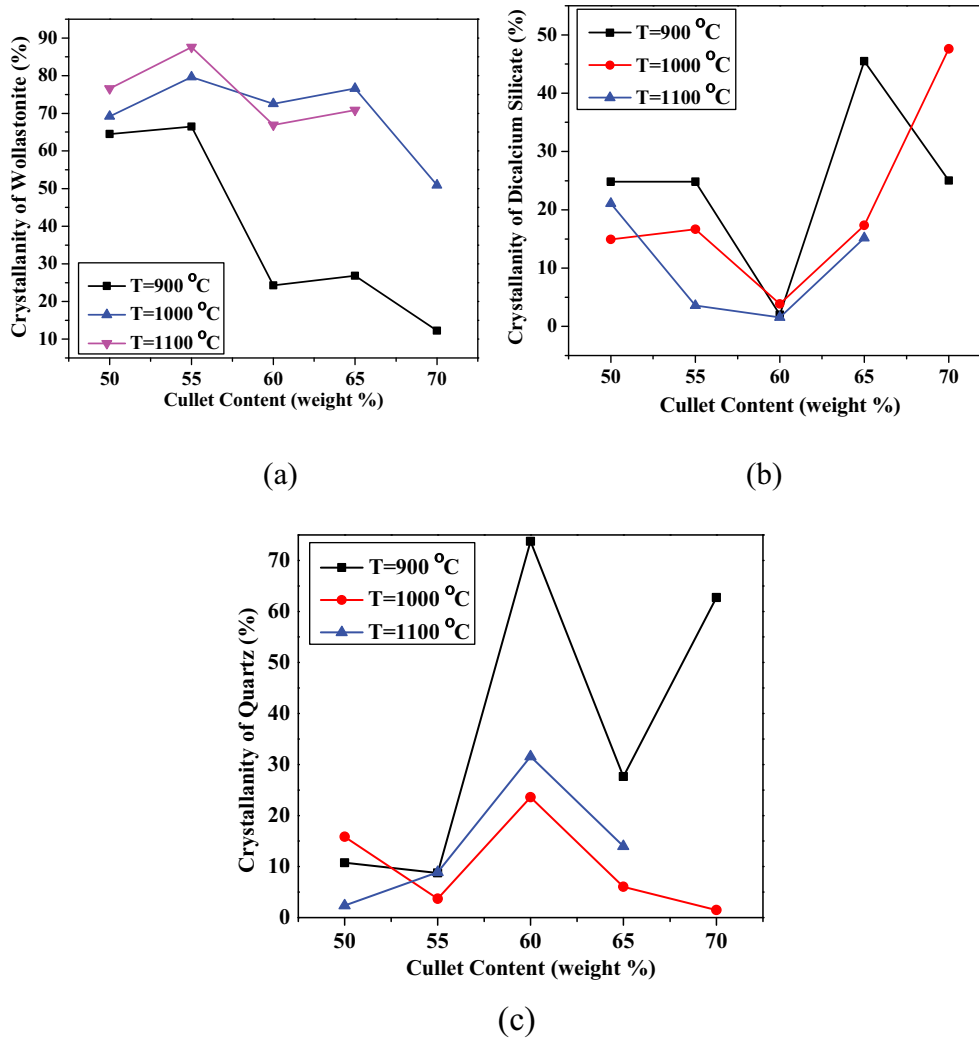 Crystallanity of Wollastonite (%)
90
80
70
60
50
40
30
20
10
T=900 °C
T=1000 °C
T=1100 °C
50 55 60 65 70
Cullet Content (weight %)
(a)
Crystallanity of Dicalcium Silicate (%)
50
40
30
20
10
0
T=900 °C
T=1000 °C
T=1100 °C
50 55 60 65 70
Cullet Content (weight %)
(b)
Crystallanity of Quartz (%)
70
60
50
40
30
20
10
0
T=900 °C
T=1000 °C
T=1100 °C
50 55 60 65 70
Cullet Content (weight %)
(c)